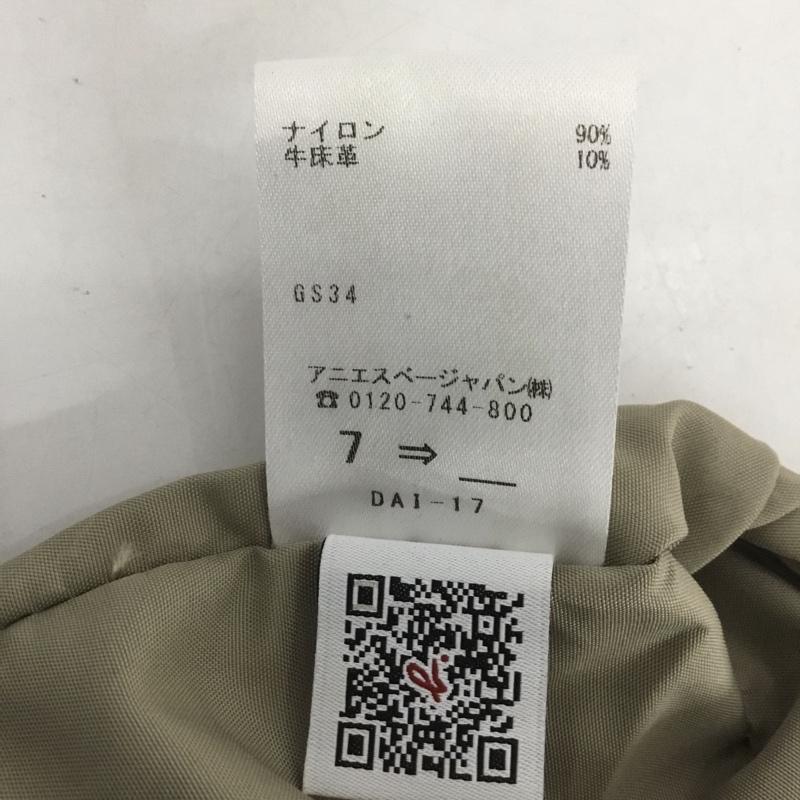 ナイロン 90%
牛床革 10%
GS34
アニエスベージャパン㈱
☎0120-744-800
7 ⇒ __
DAI-17
b.